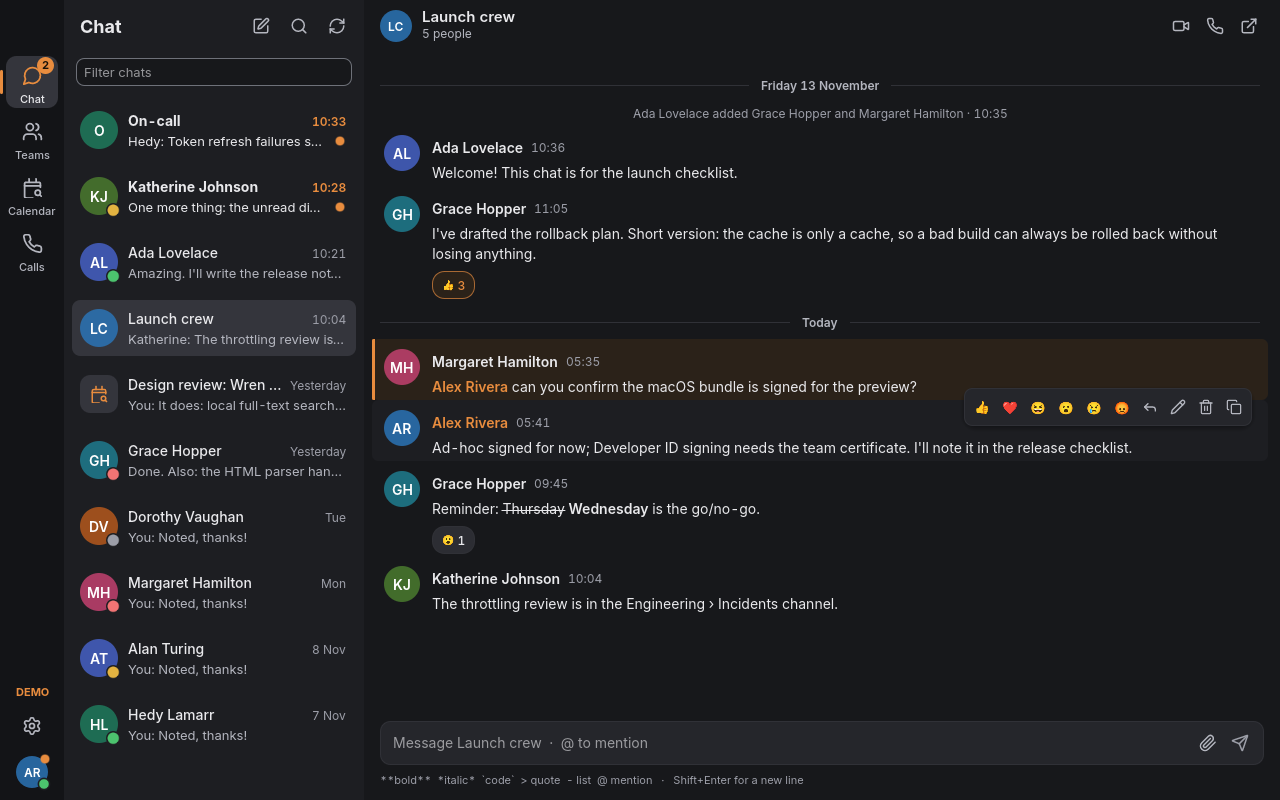 2
Chat
Teams
Calendar
Calls
DEMO
AR
Chat
Filter chats
O
On-call
10:33
Hedy: Token refresh failures s...
KJ
Katherine Johnson
10:28
One more thing: the unread di...
AL
Ada Lovelace
10:21
Amazing. I'll write the release not...
LC
Launch crew
10:04
Katherine: The throttling review is...
Design review: Wren ...
Yesterday
You: It does: local full-text search...
GH
Grace Hopper
Yesterday
Done. Also: the HTML parser han...
DV
Dorothy Vaughan
Tue
You: Noted, thanks!
MH
Margaret Hamilton
Mon
You: Noted, thanks!
AT
Alan Turing
8 Nov
You: Noted, thanks!
HL
Hedy Lamarr
7 Nov
You: Noted, thanks!
LC
Launch crew
5 people
Friday 13 November
Ada Lovelace added Grace Hopper and Margaret Hamilton · 10:35
AL
Ada Lovelace 10:36
Welcome! This chat is for the launch checklist.
GH
Grace Hopper 11:05
I've drafted the rollback plan. Short version: the cache is only a cache, so a bad build can always be rolled back without
losing anything.
👍 3
Today
MH
Margaret Hamilton 05:35
Alex Rivera can you confirm the macOS bundle is signed for the preview?
AR
Alex Rivera 05:41
Ad-hoc signed for now; Developer ID signing needs the team certificate. I'll note it in the release checklist.
GH
Grace Hopper 09:45
Reminder: Thursday Wednesday is the go/no-go.
😮 1
KJ
Katherine Johnson 10:04
The throttling review is in the Engineering › Incidents channel.
Message Launch crew · @ to mention
**bold** *italic* `code` > quote - list @ mention · Shift+Enter for a new line